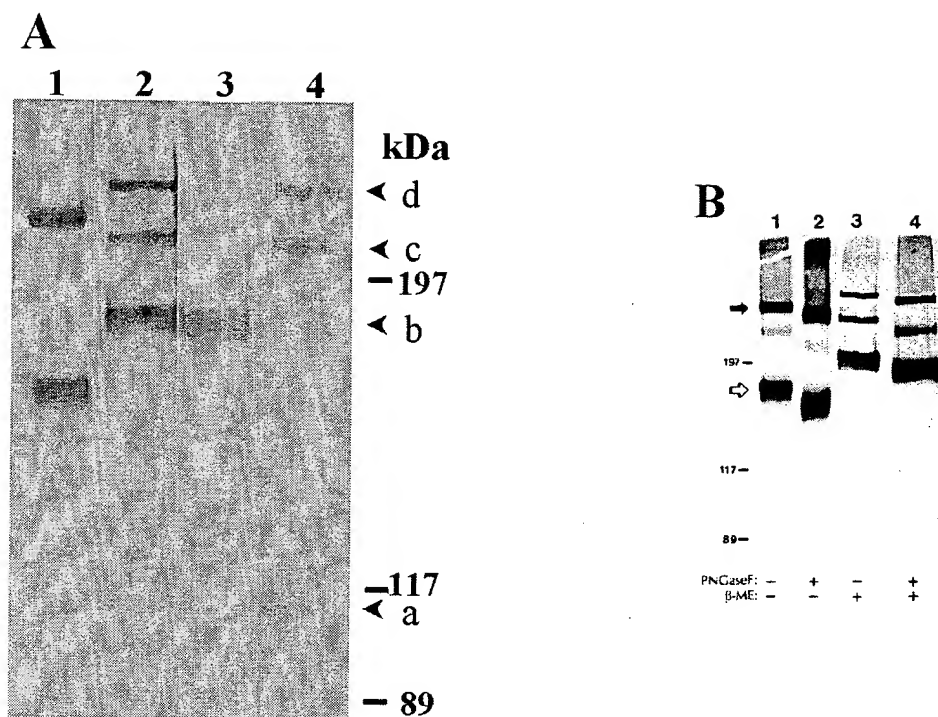 A
1 2 3 4
kDa
d
c
197
b
117
a
89
B
1 2 3 4
197
117
89
PNGaseF: − + − +
β-ME: − − + +